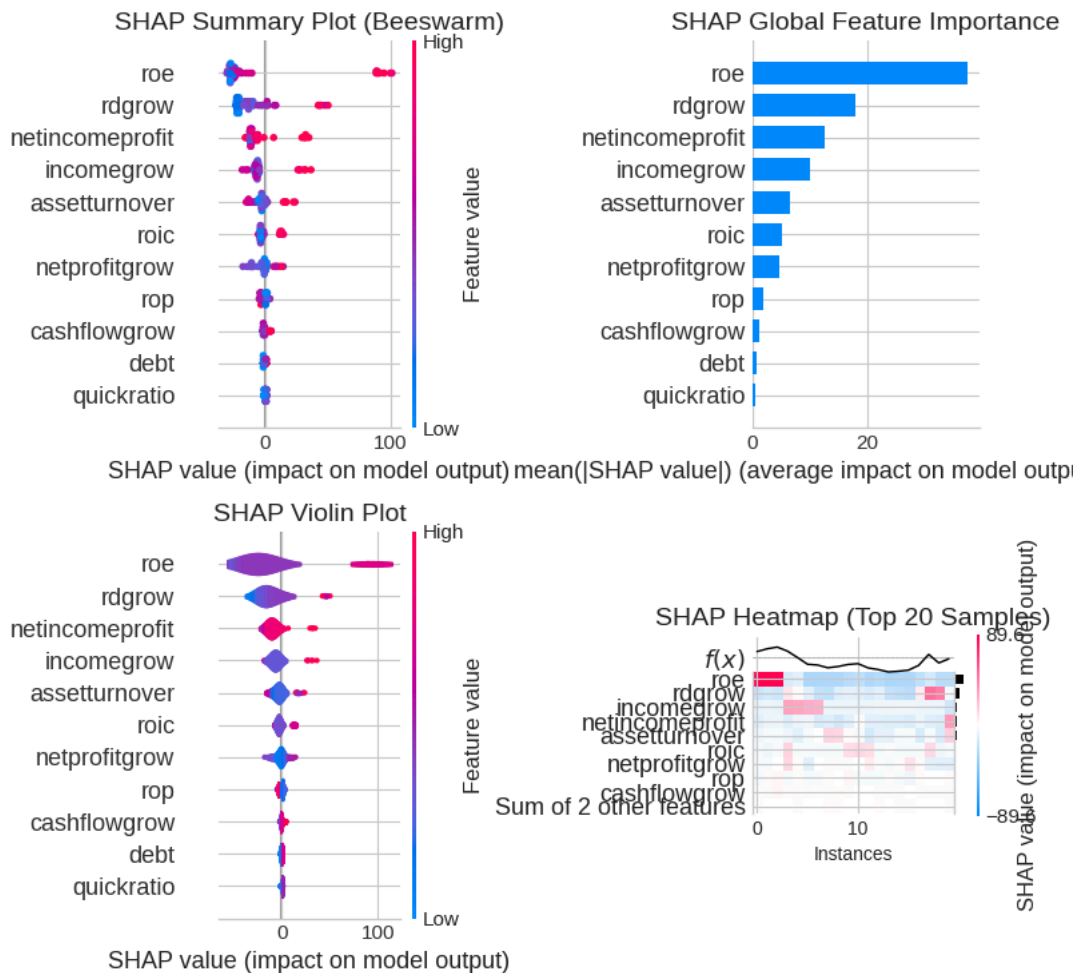 SHAP Summary Plot (Beeswarm)
High
roe
rdgrow
netincomeprofit
incomegrow
assetturnover
roic
netprofitgrow
rop
cashflowgrow
debt
quickratio
Feature value
Low
0 100
SHAP value (impact on model output)
SHAP Global Feature Importance
roe
rdgrow
netincomeprofit
incomegrow
assetturnover
roic
netprofitgrow
rop
cashflowgrow
debt
quickratio
0 20
mean(|SHAP value|) (average impact on model outpu
SHAP Violin Plot
High
roe
rdgrow
netincomeprofit
incomegrow
assetturnover
roic
netprofitgrow
rop
cashflowgrow
debt
quickratio
Feature value
Low
0 100
SHAP value (impact on model output)
SHAP Heatmap (Top 20 Samples)
89.6
f(x)
roe
rdgrow
incomegrow
netincomeprofit
assetturnover
roic
netprofitgrow
rop
cashflowgrow
Sum of 2 other features
−89.6
0 10
Instances
SHAP value (impact on model output)